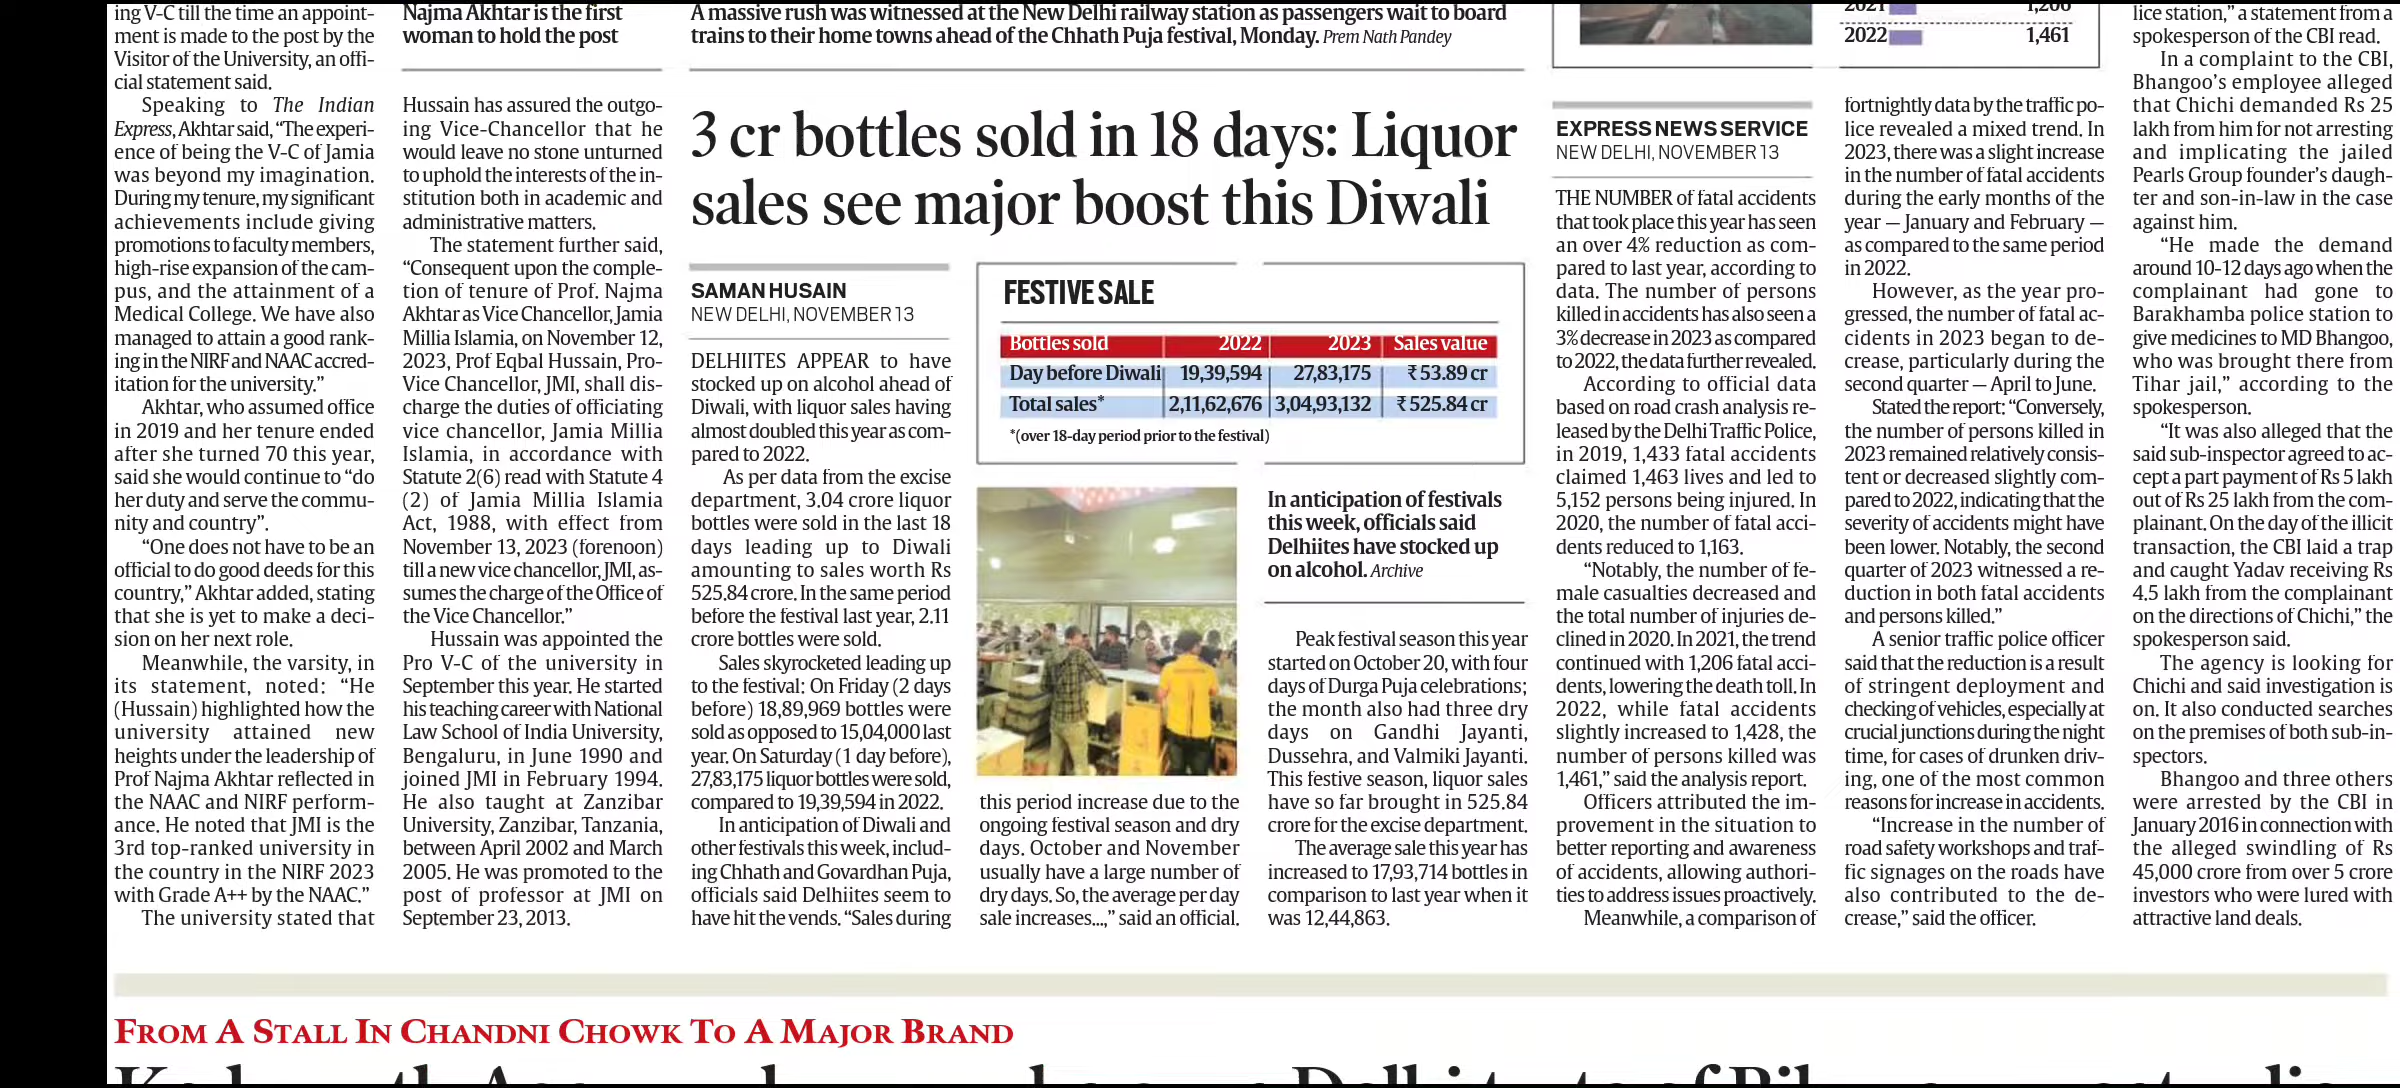 ing V-C till the time an appoint-
ment is made to the post by the
Visitor of the University, an offi-
cial statement said.
Speaking to The Indian
Express, Akhtar said, “The experi-
ence of being the V-C of Jamia
was beyond my imagination.
During my tenure, my significant
achievements include giving
promotions to faculty members,
high-rise expansion of the cam-
pus, and the attainment of a
Medical College. We have also
managed to attain a good rank-
ing in the NIRF and NAAC accred-
itation for the university.”
Akhtar, who assumed office
in 2019 and her tenure ended
after she turned 70 this year,
said she would continue to “do
her duty and serve the commu-
nity and country”.
“One does not have to be an
official to do good deeds for this
country,” Akhtar added, stating
that she is yet to make a deci-
sion on her next role.
Meanwhile, the varsity, in
its statement, noted: “He
(Hussain) highlighted how the
university attained new
heights under the leadership of
Prof Najma Akhtar reflected in
the NAAC and NIRF perform-
ance. He noted that JMI is the
3rd top-ranked university in
the country in the NIRF 2023
with Grade A++ by the NAAC.”
The university stated that
Najma Akhtar is the first
woman to hold the post
Hussain has assured the outgo-
ing Vice-Chancellor that he
would leave no stone unturned
to uphold the interests of the in-
stitution both in academic and
administrative matters.
The statement further said,
“Consequent upon the comple-
tion of tenure of Prof. Najma
Akhtar as Vice Chancellor, Jamia
Millia Islamia, on November 12,
2023, Prof Eqbal Hussain, Pro-
Vice Chancellor, JMI, shall dis-
charge the duties of officiating
vice chancellor, Jamia Millia
Islamia, in accordance with
Statute 2(6) read with Statute 4
(2) of Jamia Millia Islamia
Act, 1988, with effect from
November 13, 2023 (forenoon)
till a new vice chancellor, JMI, as-
sumes the charge of the Office of
the Vice Chancellor.”
Hussain was appointed the
Pro V-C of the university in
September this year. He started
his teaching career with National
Law School of India University,
Bengaluru, in June 1990 and
joined JMI in February 1994.
He also taught at Zanzibar
University, Zanzibar, Tanzania,
between April 2002 and March
2005. He was promoted to the
post of professor at JMI on
September 23, 2013.
A massive rush was witnessed at the New Delhi railway station as passengers wait to board
trains to their home towns ahead of the Chhath Puja festival, Monday. Prem Nath Pandey
3 cr bottles sold in 18 days: Liquor
sales see major boost this Diwali
SAMAN HUSAIN
NEW DELHI, NOVEMBER 13
DELHIITES APPEAR to have
stocked up on alcohol ahead of
Diwali, with liquor sales having
almost doubled this year as com-
pared to 2022.
As per data from the excise
department, 3.04 crore liquor
bottles were sold in the last 18
days leading up to Diwali
amounting to sales worth Rs
525.84 crore. In the same period
before the festival last year, 2.11
crore bottles were sold.
Sales skyrocketed leading up
to the festival: On Friday (2 days
before) 18,89,969 bottles were
sold as opposed to 15,04,000 last
year. On Saturday (1 day before),
27,83,175 liquor bottles were sold,
compared to 19,39,594 in 2022.
In anticipation of Diwali and
other festivals this week, includ-
ing Chhath and Govardhan Puja,
officials said Delhiites seem to
have hit the vends. “Sales during
FESTIVE SALE
Bottles sold 2022 2023 Sales value
Day before Diwali 19,39,594 27,83,175 ₹ 53.89 cr
Total sales* 2,11,62,676 3,04,93,132 ₹ 525.84 cr
*(over 18-day period prior to the festival)
In anticipation of festivals
this week, officials said
Delhiites have stocked up
on alcohol. Archive
this period increase due to the
ongoing festival season and dry
days. October and November
usually have a large number of
dry days. So, the average per day
sale increases...,” said an official.
Peak festival season this year
started on October 20, with four
days of Durga Puja celebrations;
the month also had three dry
days on Gandhi Jayanti,
Dussehra, and Valmiki Jayanti.
This festive season, liquor sales
have so far brought in 525.84
crore for the excise department.
The average sale this year has
increased to 17,93,714 bottles in
comparison to last year when it
was 12,44,863.
2021 1,206
2022 1,461
EXPRESS NEWS SERVICE
NEW DELHI, NOVEMBER 13
THE NUMBER of fatal accidents
that took place this year has seen
an over 4% reduction as com-
pared to last year, according to
data. The number of persons
killed in accidents has also seen a
3% decrease in 2023 as compared
to 2022, the data further revealed.
According to official data
based on road crash analysis re-
leased by the Delhi Traffic Police,
in 2019, 1,433 fatal accidents
claimed 1,463 lives and led to
5,152 persons being injured. In
2020, the number of fatal acci-
dents reduced to 1,163.
“Notably, the number of fe-
male casualties decreased and
the total number of injuries de-
clined in 2020. In 2021, the trend
continued with 1,206 fatal acci-
dents, lowering the death toll. In
2022, while fatal accidents
slightly increased to 1,428, the
number of persons killed was
1,461,” said the analysis report.
Officers attributed the im-
provement in the situation to
better reporting and awareness
of accidents, allowing authori-
ties to address issues proactively.
Meanwhile, a comparison of
fortnightly data by the traffic po-
lice revealed a mixed trend. In
2023, there was a slight increase
in the number of fatal accidents
during the early months of the
year — January and February —
as compared to the same period
in 2022.
However, as the year pro-
gressed, the number of fatal ac-
cidents in 2023 began to de-
crease, particularly during the
second quarter — April to June.
Stated the report: “Conversely,
the number of persons killed in
2023 remained relatively consis-
tent or decreased slightly com-
pared to 2022, indicating that the
severity of accidents might have
been lower. Notably, the second
quarter of 2023 witnessed a re-
duction in both fatal accidents
and persons killed.”
A senior traffic police officer
said that the reduction is a result
of stringent deployment and
checking of vehicles, especially at
crucial junctions during the night
time, for cases of drunken driv-
ing, one of the most common
reasons for increase in accidents.
“Increase in the number of
road safety workshops and traf-
fic signages on the roads have
also contributed to the de-
crease,” said the officer.
lice station,” a statement from a
spokesperson of the CBI read.
In a complaint to the CBI,
Bhangoo’s employee alleged
that Chichi demanded Rs 25
lakh from him for not arresting
and implicating the jailed
Pearls Group founder’s daugh-
ter and son-in-law in the case
against him.
“He made the demand
around 10-12 days ago when the
complainant had gone to
Barakhamba police station to
give medicines to MD Bhangoo,
who was brought there from
Tihar jail,” according to the
spokesperson.
“It was also alleged that the
said sub-inspector agreed to ac-
cept a part payment of Rs 5 lakh
out of Rs 25 lakh from the com-
plainant. On the day of the illicit
transaction, the CBI laid a trap
and caught Yadav receiving Rs
4.5 lakh from the complainant
on the directions of Chichi,” the
spokesperson said.
The agency is looking for
Chichi and said investigation is
on. It also conducted searches
on the premises of both sub-in-
spectors.
Bhangoo and three others
were arrested by the CBI in
January 2016 in connection with
the alleged swindling of Rs
45,000 crore from over 5 crore
investors who were lured with
attractive land deals.
FROM A STALL IN CHANDNI CHOWK TO A MAJOR BRAND